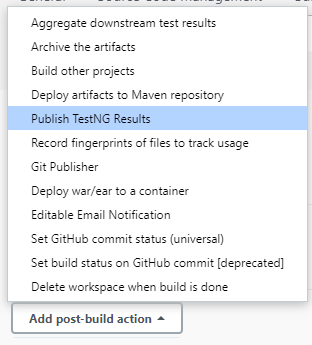 Aggregate downstream test results
Archive the artifacts
Build other projects
Deploy artifacts to Maven repository
Publish TestNG Results
Record fingerprints of files to track usage
Git Publisher
Deploy war/ear to a container
Editable Email Notification
Set GitHub commit status (universal)
Set build status on GitHub commit [deprecated]
Delete workspace when build is done
Add post-build action